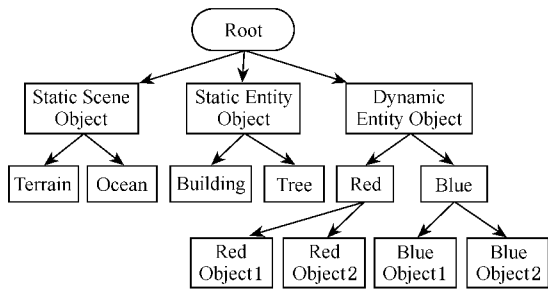 Root
Static Scene
Object
Static Entity
Object
Dynamic
Entity Object
Terrain
Ocean
Building
Tree
Red
Blue
Red
Object1
Red
Object2
Blue
Object1
Blue
Object2